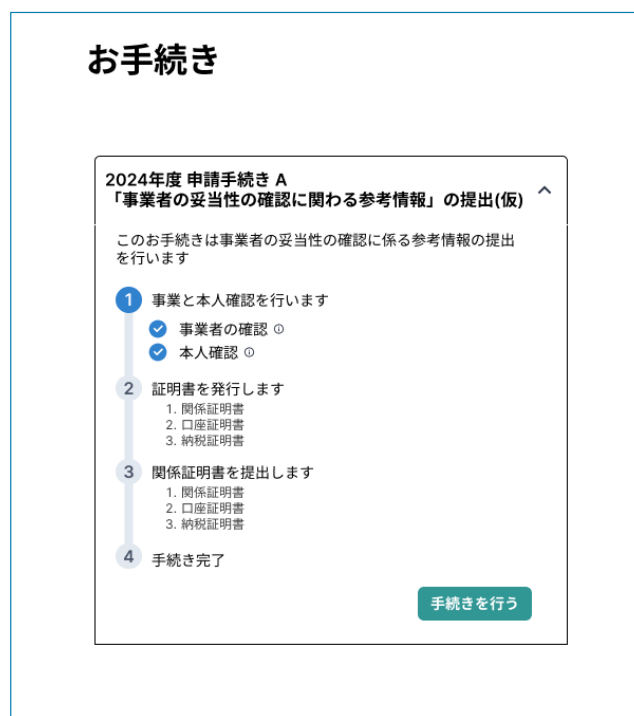 お手続き
2024年度 申請手続き A
「事業者の妥当性の確認に関わる参考情報」の提出(仮)
このお手続きは事業者の妥当性の確認に係る参考情報の提出
を行います
1 事業と本人確認を行います
事業者の確認
本人確認
2 証明書を発行します
1. 関係証明書
2. 口座証明書
3. 納税証明書
3 関係証明書を提出します
1. 関係証明書
2. 口座証明書
3. 納税証明書
4 手続き完了
手続きを行う